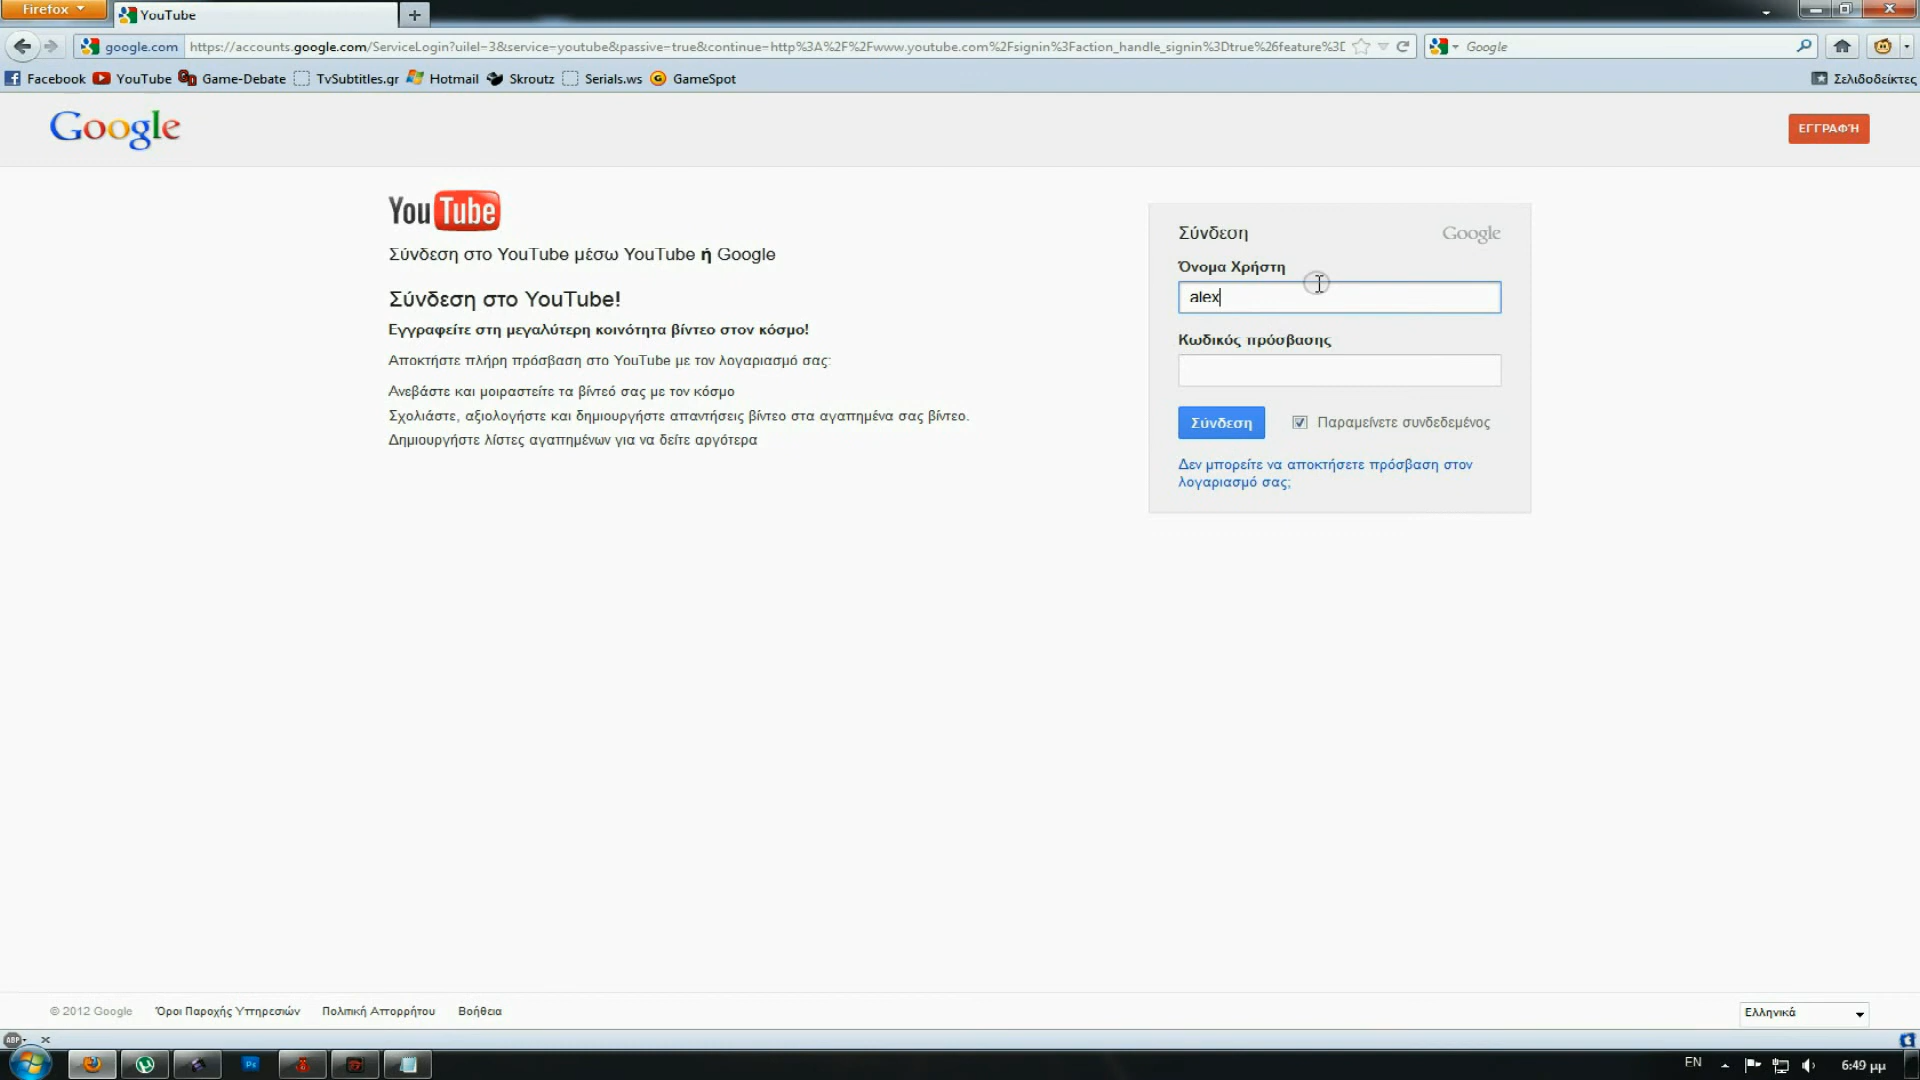 Firefox
YouTube
google.com https://accounts.google.com/ServiceLogin?uilel=3&service=youtube&passive=true&continue=http%3A%2F%2Fwww.youtube.com%2Fsignin%3Faction_handle_signin%3Dtrue%26feature%3D Google
Facebook YouTube Game-Debate TvSubtitles.gr Hotmail Skroutz Serials.ws GameSpot Σελιδοδείκτες
Google ΕΓΓΡΑΦΉ
YouTube
Σύνδεση στο YouTube μέσω YouTube ή Google
Σύνδεση στο YouTube!
Εγγραφείτε στη μεγαλύτερη κοινότητα βίντεο στον κόσμο!
Αποκτήστε πλήρη πρόσβαση στο YouTube με τον λογαριασμό σας:
Ανεβάστε και μοιραστείτε τα βίντεό σας με τον κόσμο
Σχολιάστε, αξιολογήστε και δημιουργήστε απαντήσεις βίντεο στα αγαπημένα σας βίντεο.
Δημιουργήστε λίστες αγαπημένων για να δείτε αργότερα
Σύνδεση Google
Όνομα Χρήστη
alex
Κωδικός πρόσβασης
Σύνδεση Παραμείνετε συνδεδεμένος
Δεν μπορείτε να αποκτήσετε πρόσβαση στον
λογαριασμό σας;
© 2012 Google Όροι Παροχής Υπηρεσιών Πολιτική Απορρήτου Βοήθεια Ελληνικά
ABP
Ps EN 6:49 μμ